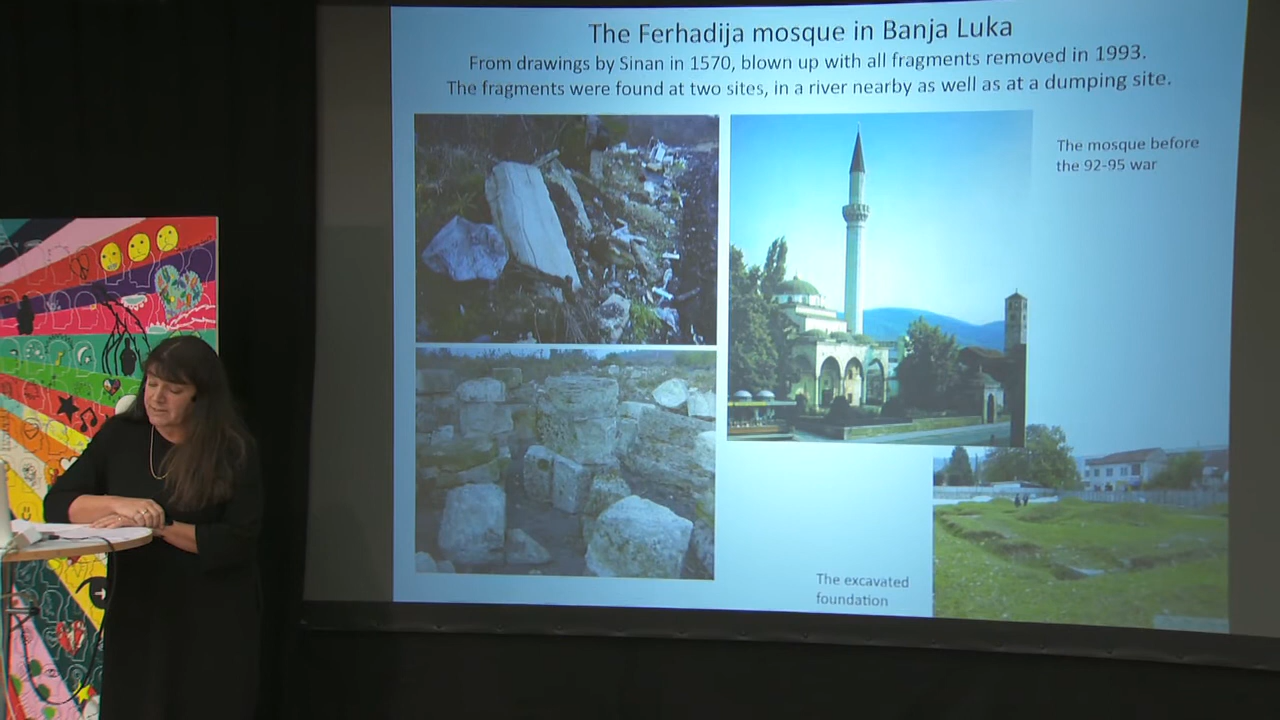 The Ferhadija mosque in Banja Luka
From drawings by Sinan in 1570, blown up with all fragments removed in 1993.
The fragments were found at two sites, in a river nearby as well as at a dumping site.
The mosque before
the 92-95 war
The excavated
foundation